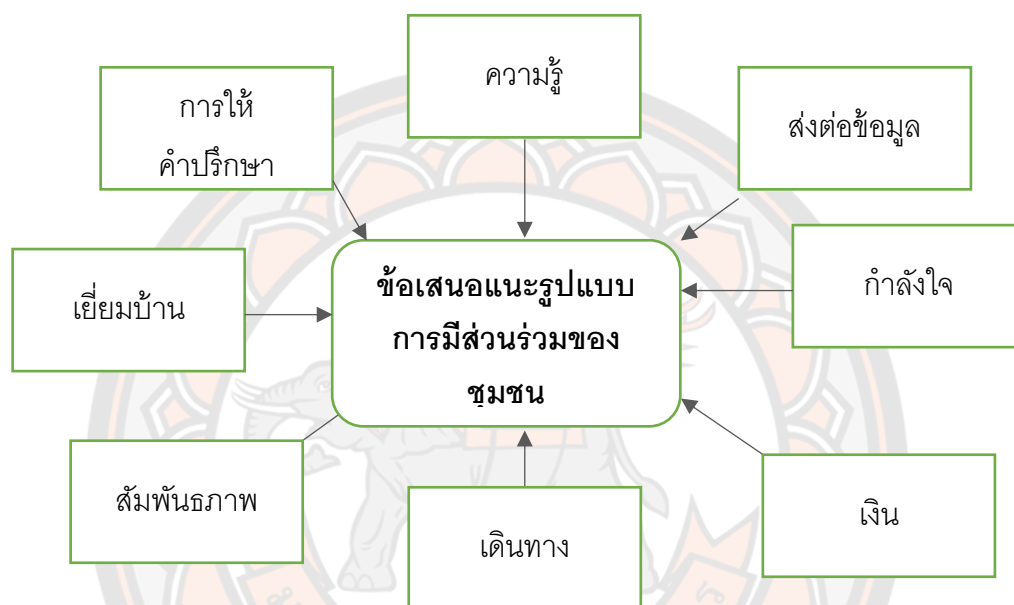 ความรู้
การให้
คำปรึกษา
ส่งต่อข้อมูล
เยี่ยมบ้าน
ข้อเสนอแนะรูปแบบ
การมีส่วนร่วมของ
ชุมชน
กำลังใจ
สัมพันธภาพ
เดินทาง
เงิน